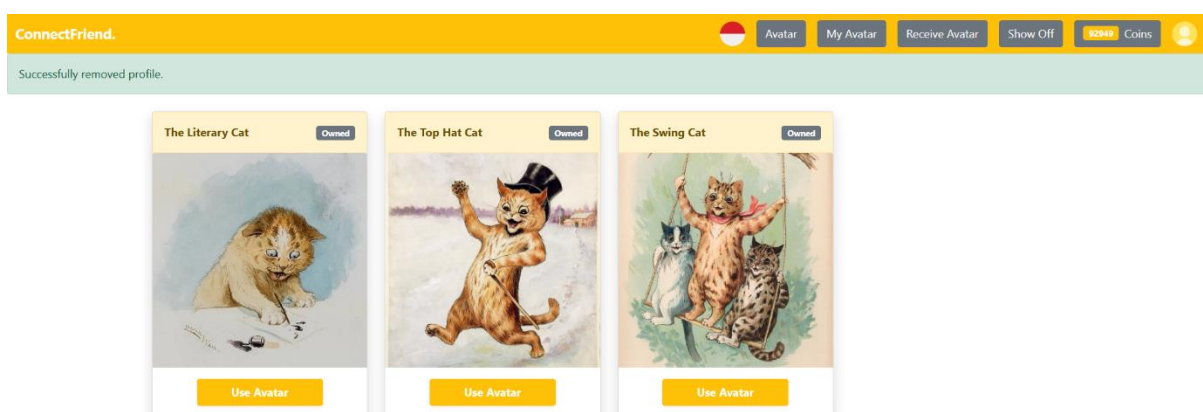 ConnectFriend. Avatar My Avatar Receive Avatar Show Off 92949 Coins
Successfully removed profile.
The Literary Cat Owned The Top Hat Cat Owned The Swing Cat Owned
Use Avatar Use Avatar Use Avatar